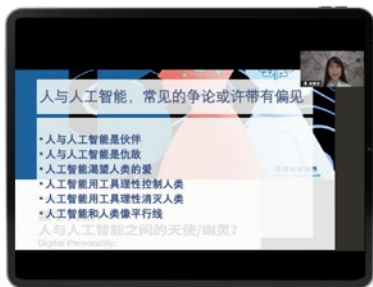 人与人工智能，常见的争论或许带有偏见
• 人与人工智能是伙伴
• 人与人工智能是仇敌
• 人工智能渴望人类的爱
• 人工智能用工具理性控制人类
• 人工智能用工具理性消灭人类
• 人工智能和人类像平行线
人与人工智能之间的天使/幽灵?
Digital Personality: